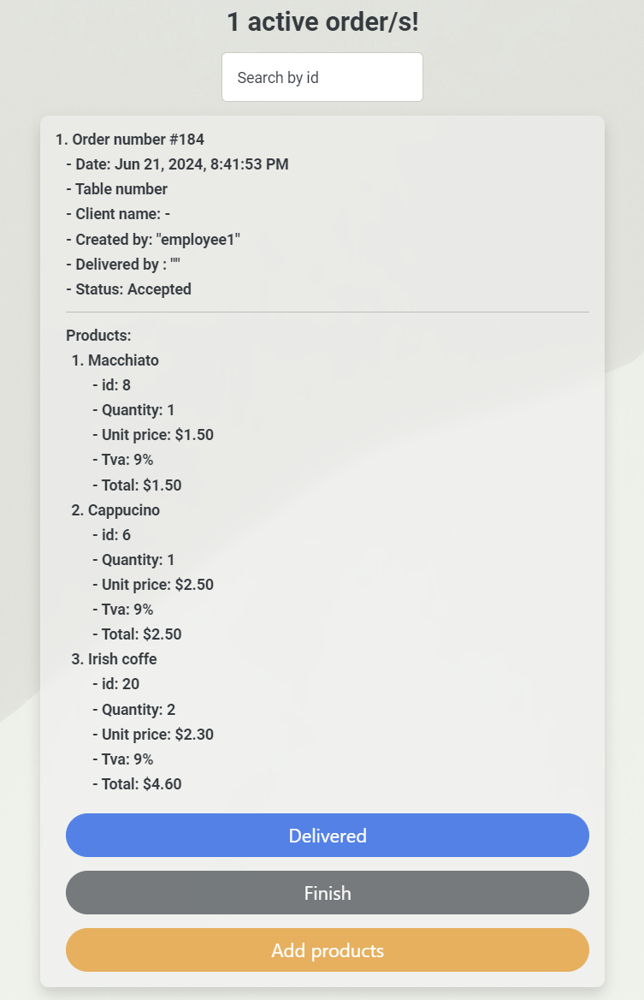 1 active order/s!
Search by id
1. Order number #184
- Date: Jun 21, 2024, 8:41:53 PM
- Table number
- Client name: -
- Created by: "employee1"
- Delivered by : ""
- Status: Accepted
Products:
1. Macchiato
- id: 8
- Quantity: 1
- Unit price: $1.50
- Tva: 9%
- Total: $1.50
2. Cappucino
- id: 6
- Quantity: 1
- Unit price: $2.50
- Tva: 9%
- Total: $2.50
3. Irish coffe
- id: 20
- Quantity: 2
- Unit price: $2.30
- Tva: 9%
- Total: $4.60
Delivered
Finish
Add products